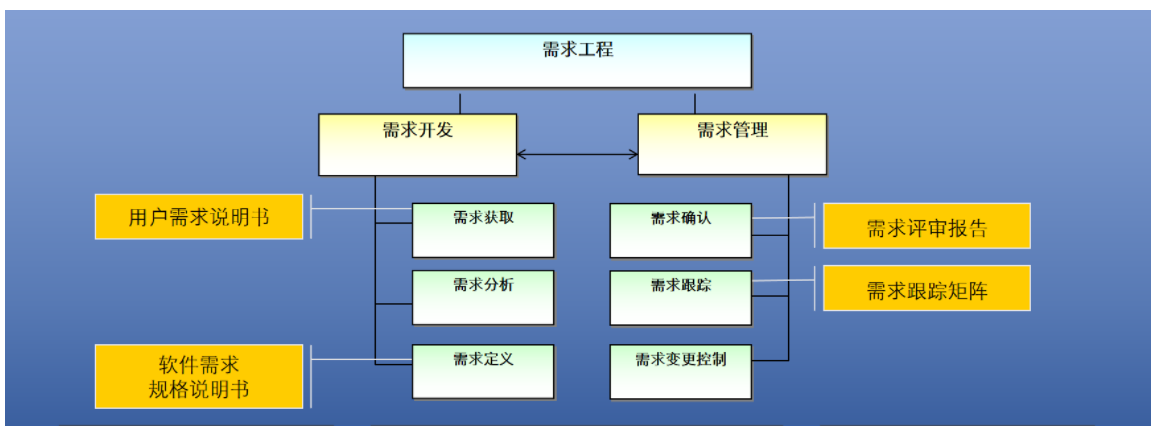 需求工程
需求开发
需求管理
用户需求说明书
需求获取
需求确认
需求评审报告
需求分析
需求跟踪
需求跟踪矩阵
软件需求
规格说明书
需求定义
需求变更控制